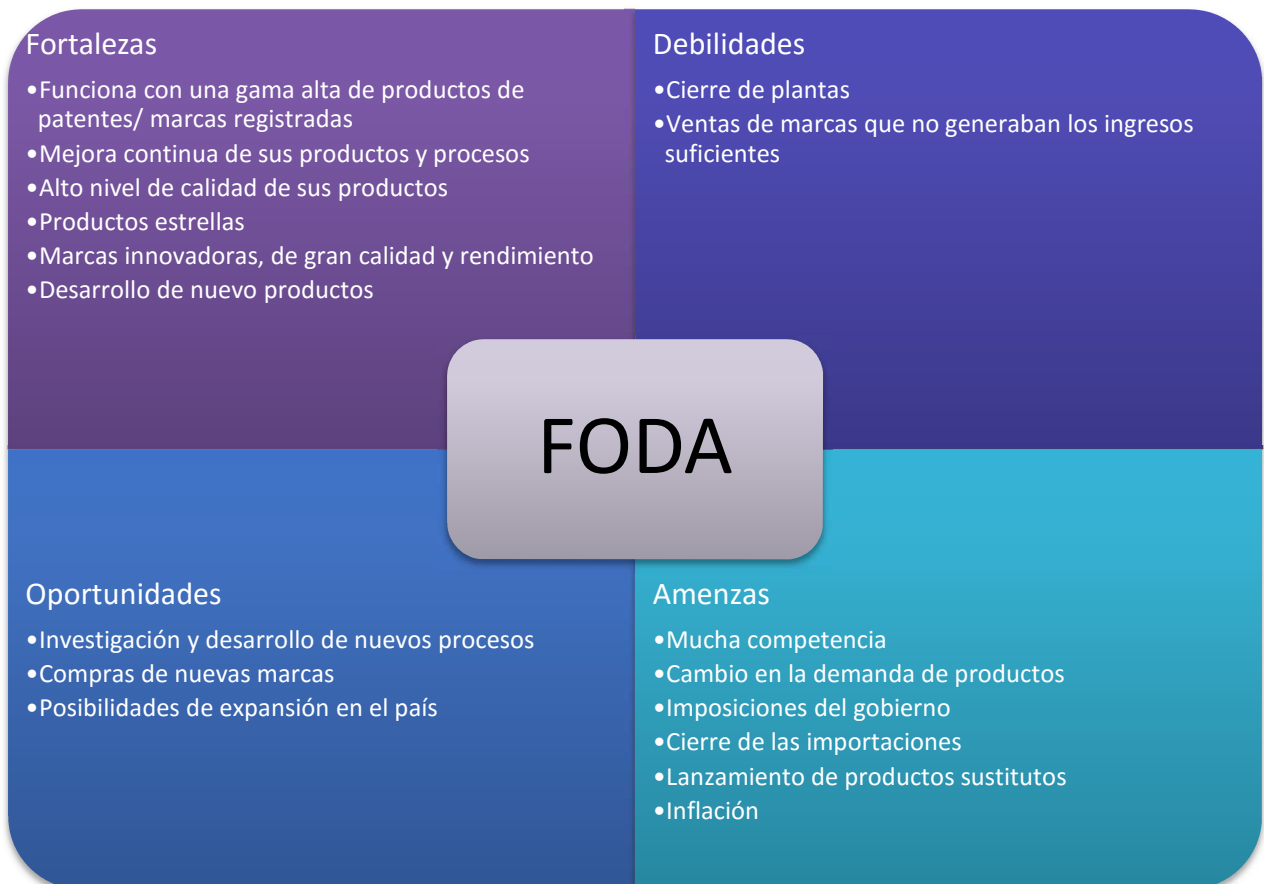 Fortalezas
•Funciona con una gama alta de productos de
patentes/ marcas registradas
•Mejora continua de sus productos y procesos
•Alto nivel de calidad de sus productos
•Productos estrellas
•Marcas innovadoras, de gran calidad y rendimiento
•Desarrollo de nuevo productos
Debilidades
•Cierre de plantas
•Ventas de marcas que no generaban los ingresos
suficientes
FODA
Oportunidades
•Investigación y desarrollo de nuevos procesos
•Compras de nuevas marcas
•Posibilidades de expansión en el país
Amenzas
•Mucha competencia
•Cambio en la demanda de productos
•Imposiciones del gobierno
•Cierre de las importaciones
•Lanzamiento de productos sustitutos
•Inflación